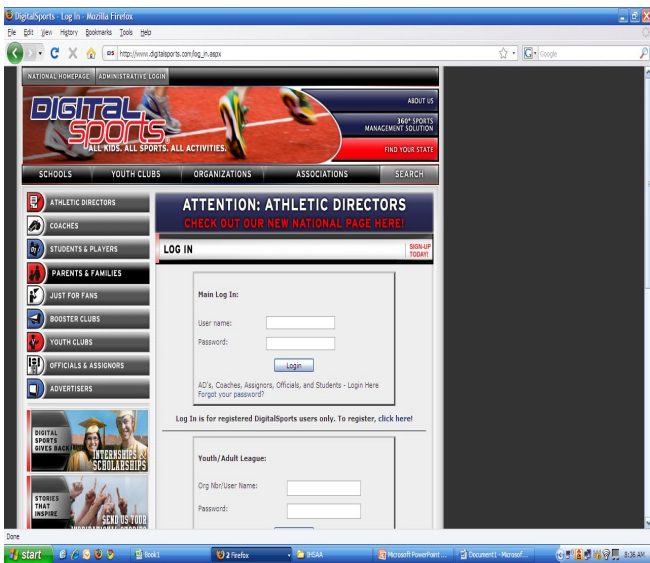 DigitalSports - Log In - Mozilla Firefox
File Edit View History Bookmarks Tools Help
http://www.digitalsports.com/log_in.aspx
Google
NATIONAL HOMEPAGE ADMINISTRATIVE LOGIN
DIGITAL SPORTS
ALL KIDS. ALL SPORTS. ALL ACTIVITIES.
ABOUT US
360° SPORTS
MANAGEMENT SOLUTION
FIND YOUR STATE
SCHOOLS YOUTH CLUBS ORGANIZATIONS ASSOCIATIONS SEARCH
ATHLETIC DIRECTORS
COACHES
STUDENTS & PLAYERS
PARENTS & FAMILIES
JUST FOR FANS
BOOSTER CLUBS
YOUTH CLUBS
OFFICIALS & ASSIGNORS
ADVERTISERS
DIGITAL
SPORTS
GIVES BACK
INTERNSHIPS &
SCHOLARSHIPS
STORIES
THAT
INSPIRE
SEND US YOUR
INSPIRATIONAL STORIES
ATTENTION: ATHLETIC DIRECTORS
CHECK OUT OUR NEW NATIONAL PAGE HERE!
LOG IN
SIGN-UP
TODAY!
Main Log In:
User name:
Password:
Login
AD's, Coaches, Assignors, Officials, and Students - Login Here
Forgot your password?
Log In is for registered DigitalSports users only. To register, click here!
Youth/Adult League:
Org Nbr/User Name:
Password:
Done
start Book1 2 Firefox IHSAA Microsoft PowerPoint ... Document1 - Microsof... 8:36 AM